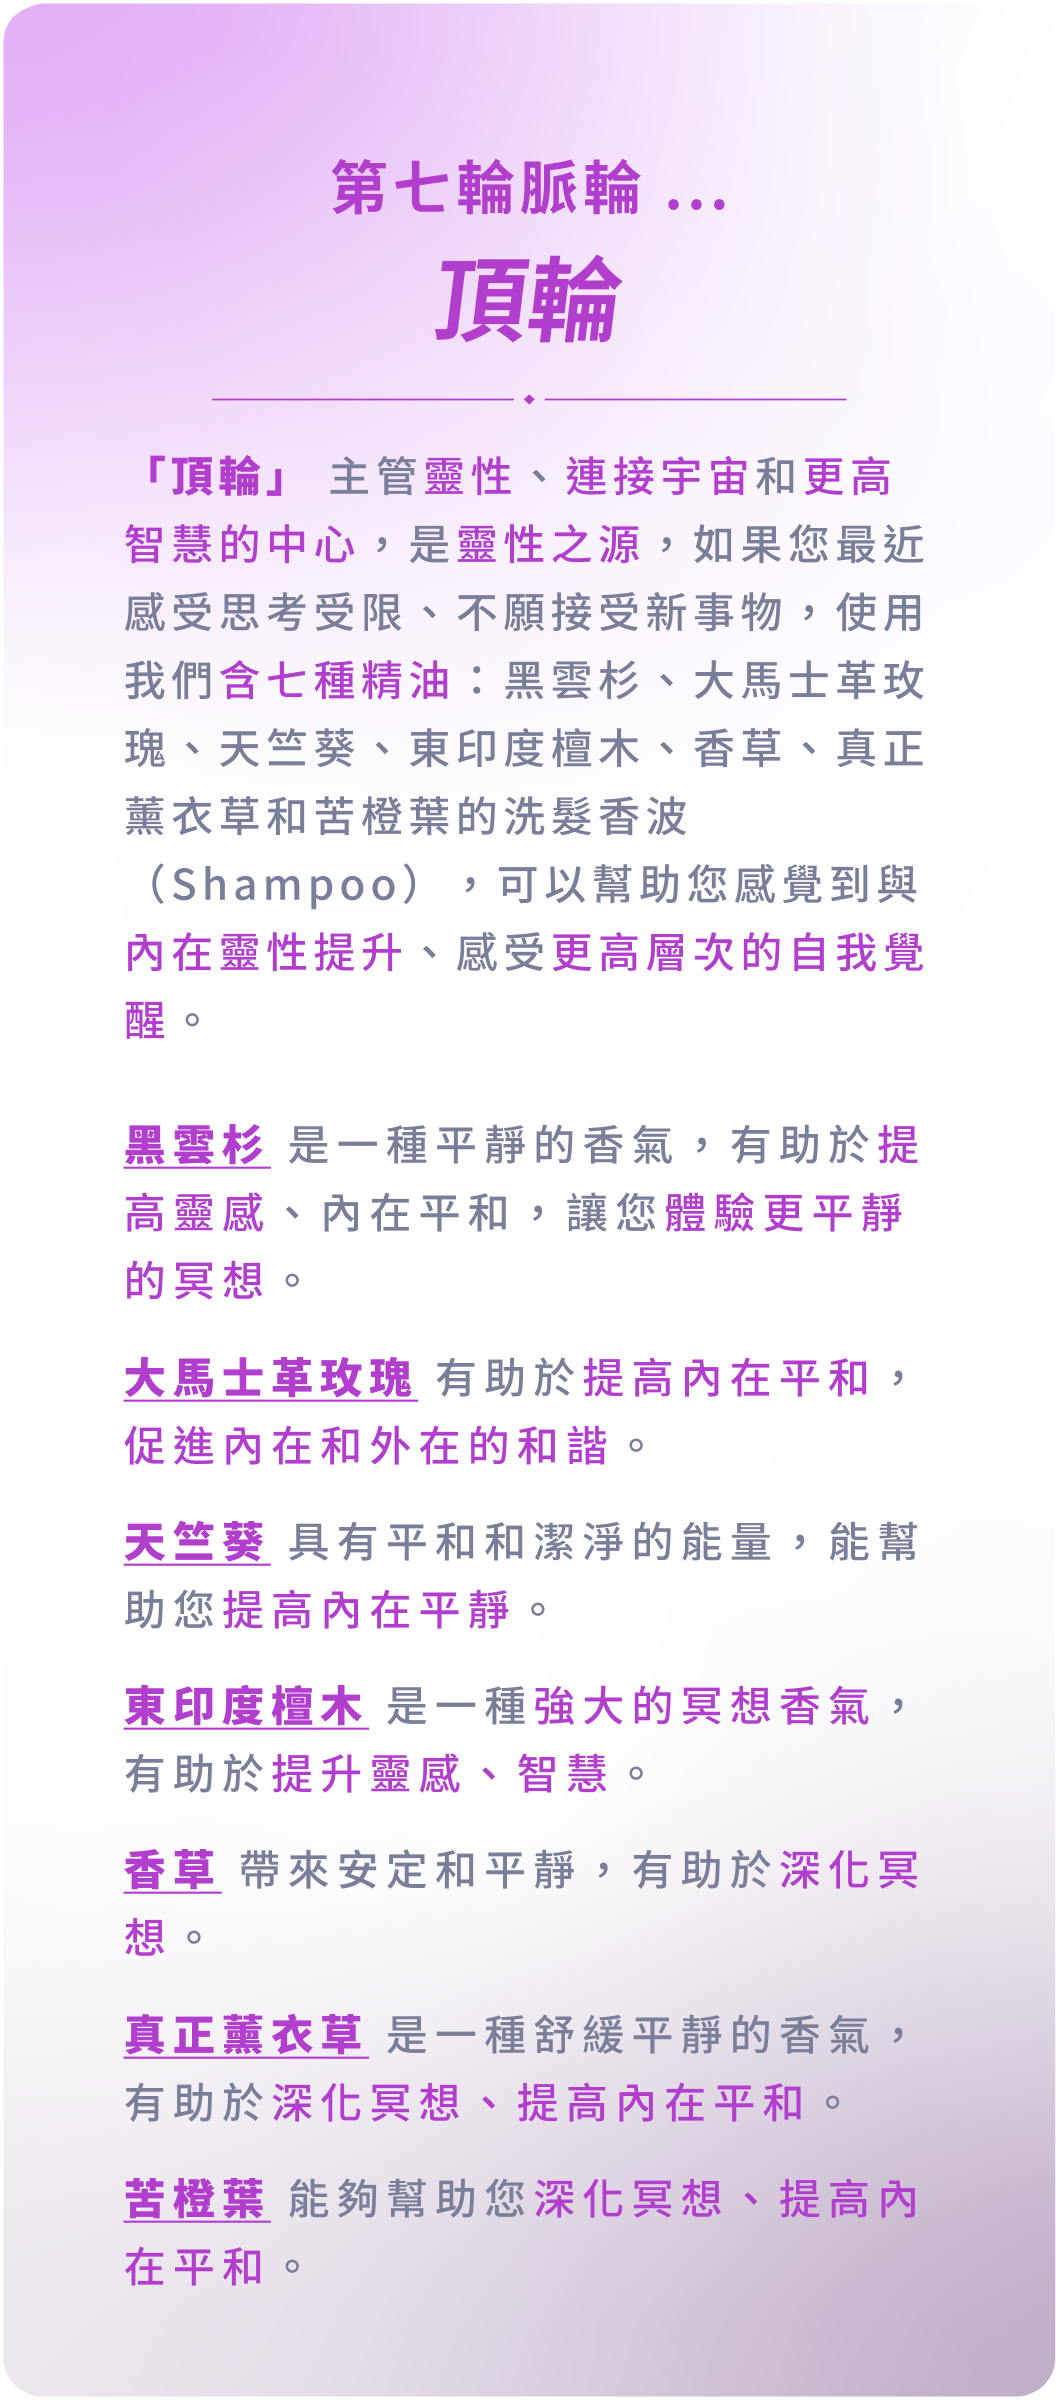 第七輪脈輪 ...
頂輪
「頂輪」 主管靈性、連接宇宙和更高
智慧的中心，是靈性之源，如果您最近
感受思考受限、不願接受新事物，使用
我們含七種精油：黑雲杉、大馬士革玫
瑰、天竺葵、東印度檀木、香草、真正
薰衣草和苦橙葉的洗髮香波
（Shampoo），可以幫助您感覺到與
內在靈性提升、感受更高層次的自我覺
醒。
黑雲杉 是一種平靜的香氣，有助於提
高靈感、內在平和，讓您體驗更平靜
的冥想。
大馬士革玫瑰 有助於提高內在平和，
促進內在和外在的和諧。
天竺葵 具有平和和潔淨的能量，能幫
助您提高內在平靜。
東印度檀木 是一種強大的冥想香氣，
有助於提升靈感、智慧。
香草 帶來安定和平靜，有助於深化冥
想。
真正薰衣草 是一種舒緩平靜的香氣，
有助於深化冥想、提高內在平和。
苦橙葉 能夠幫助您深化冥想、提高內
在平和。